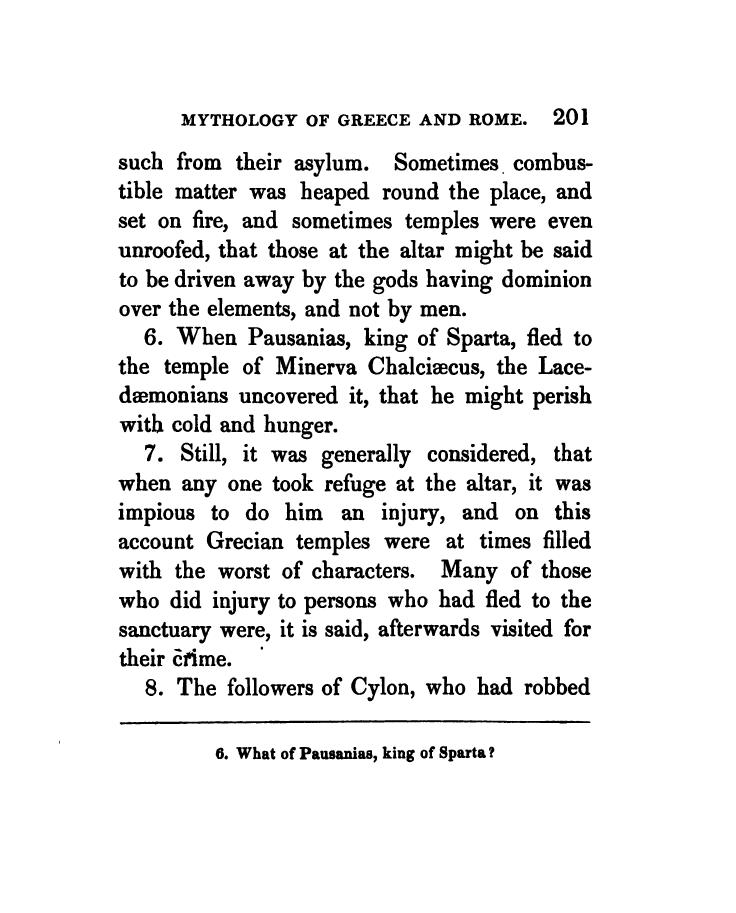 MYTHOLOGY OF GREECE AND ROME. 201
such from their asylum. Sometimes combus-
tible matter was heaped round the place, and
set on fire, and sometimes temples were even
unroofed, that those at the altar might be said
to be driven away by the gods having dominion
over the elements, and not by men.
6. When Pausanias, king of Sparta, fled to
the temple of Minerva Chalciæcus, the Lace-
dæmonians uncovered it, that he might perish
with cold and hunger.
7. Still, it was generally considered, that
when any one took refuge at the altar, it was
impious to do him an injury, and on this
account Grecian temples were at times filled
with the worst of characters. Many of those
who did injury to persons who had fled to the
sanctuary were, it is said, afterwards visited for
their crime.
8. The followers of Cylon, who had robbed
6. What of Pausanias, king of Sparta?